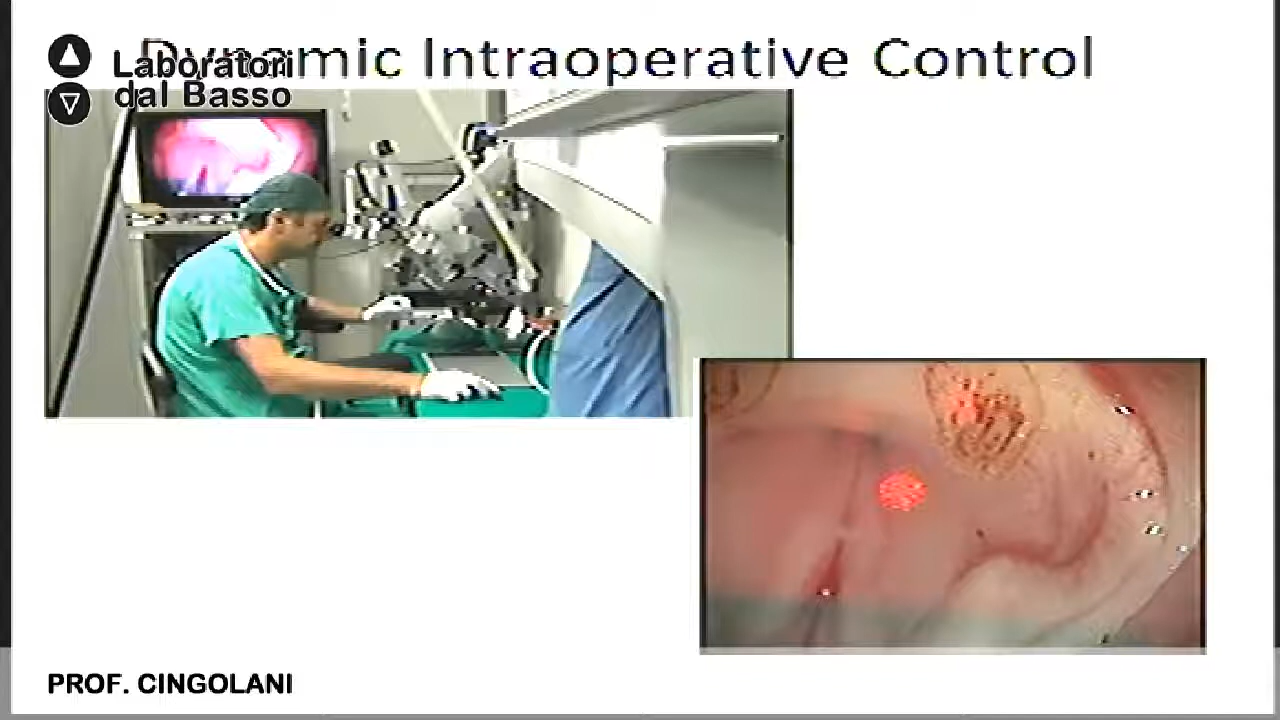 Dynamic Intraoperative Control
Laboratori
dal Basso
PROF. CINGOLANI